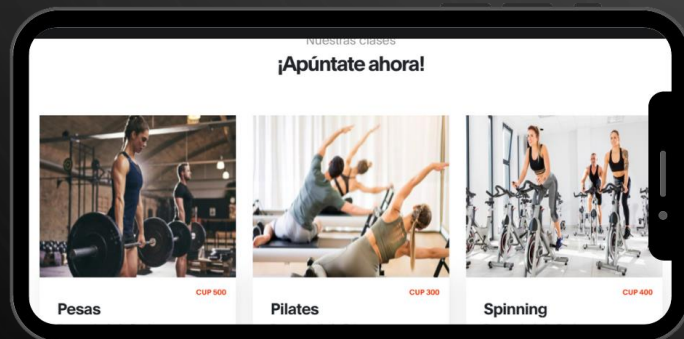 Nuestras clases
¡Apúntate ahora!
CUP 500
Pesas
CUP 300
Pilates
CUP 400
Spinning